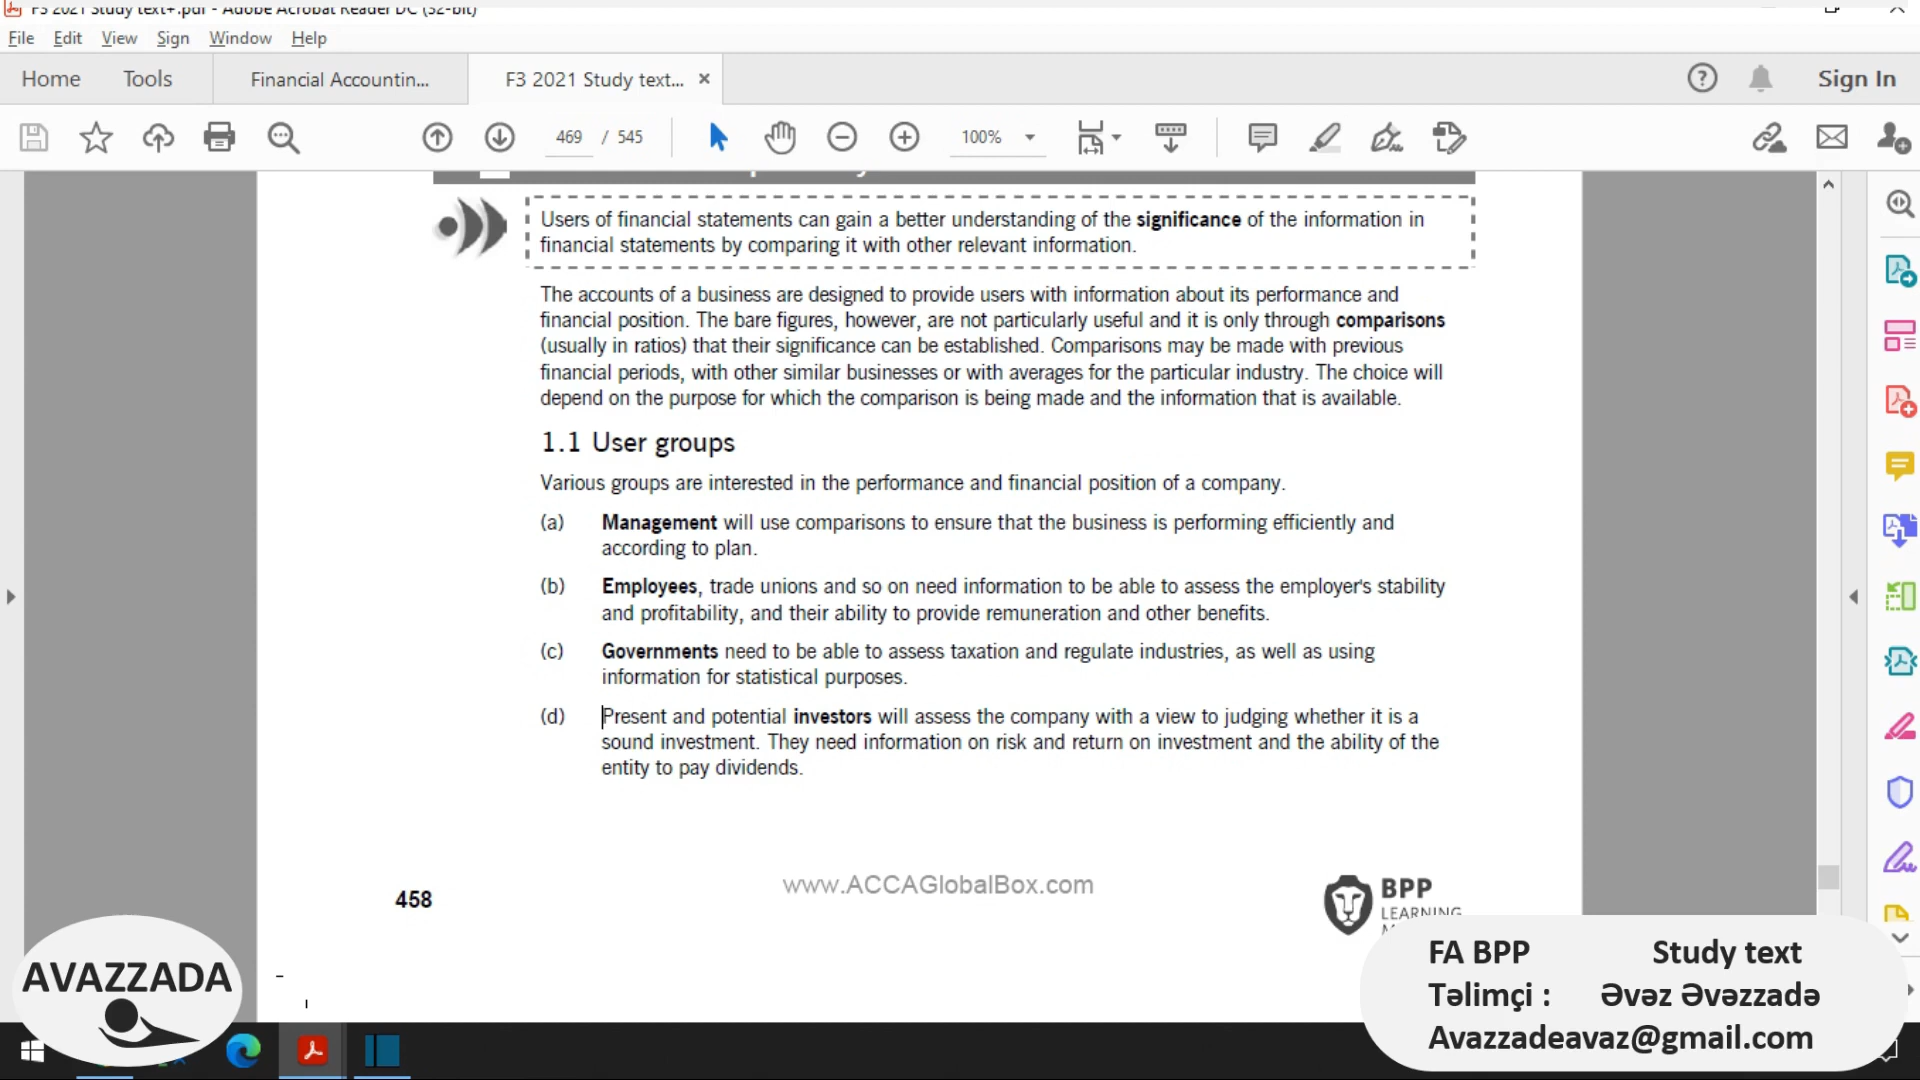 F3 2021 Study text+.pdf - Adobe Acrobat Reader DC (32-bit)
File Edit View Sign Window Help
Home Tools Financial Accountin... F3 2021 Study text... × Sign In
469 / 545 100%
Users of financial statements can gain a better understanding of the significance of the information in
financial statements by comparing it with other relevant information.
The accounts of a business are designed to provide users with information about its performance and
financial position. The bare figures, however, are not particularly useful and it is only through comparisons
(usually in ratios) that their significance can be established. Comparisons may be made with previous
financial periods, with other similar businesses or with averages for the particular industry. The choice will
depend on the purpose for which the comparison is being made and the information that is available.
1.1 User groups
Various groups are interested in the performance and financial position of a company.
(a) Management will use comparisons to ensure that the business is performing efficiently and
according to plan.
(b) Employees, trade unions and so on need information to be able to assess the employer's stability
and profitability, and their ability to provide remuneration and other benefits.
(c) Governments need to be able to assess taxation and regulate industries, as well as using
information for statistical purposes.
(d) Present and potential investors will assess the company with a view to judging whether it is a
sound investment. They need information on risk and return on investment and the ability of the
entity to pay dividends.
www.ACCAGlobalBox.com
458
BPP
LEARNING
AVAZZADA
FA BPP Study text
Təlimçi : Əvəz Əvəzzadə
Avazzadeavaz@gmail.com